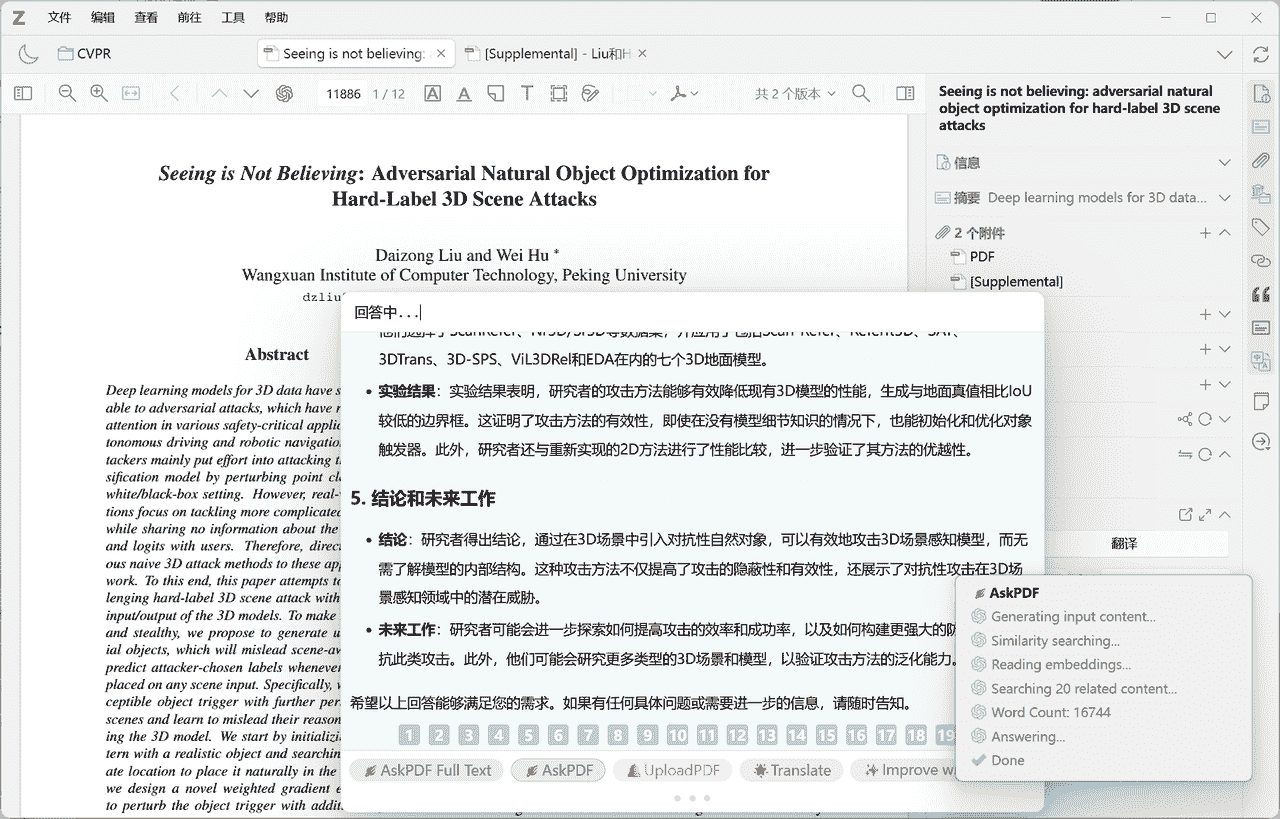 Z 文件 编辑 查看 前往 工具 帮助
CVPR
Seeing is not believing:
[Supplemental] - Liu和H
11886 1 / 12
共 2 个版本
Seeing is Not Believing: Adversarial Natural Object Optimization for
Hard-Label 3D Scene Attacks
Daizong Liu and Wei Hu *
Wangxuan Institute of Computer Technology, Peking University
dzliu
Abstract
Deep learning models for 3D data have s
able to adversarial attacks, which have r
attention in various safety-critical applic
tonomous driving and robotic navigatio
tackers mainly put effort into attacking t
sification model by perturbing point cl
white/black-box setting. However, real-
tions focus on tackling more complicated
while sharing no information about the
and logits with users. Therefore, direc
ous naive 3D attack methods to these app
work. To this end, this paper attempts to
lenging hard-label 3D scene attack with
input/output of the 3D models. To make
and stealthy, we propose to generate u
ial objects, which will mislead scene-aw
predict attacker-chosen labels whenever
placed on any scene input. Specifically, w
ceptible object trigger with further per
scenes and learn to mislead their reason
ing the 3D model. We start by initializi
tern with a realistic object and searchin
ate location to place it naturally in the
we design a novel weighted gradient e
to perturb the object trigger with addit
回答中...
3DTrans、3D-SPS、ViL3DRel和EDA在内的七个3D地面模型。
• 实验结果：实验结果表明，研究者的攻击方法能够有效降低现有3D模型的性能，生成与地面真值相比IoU
较低的边界框。这证明了攻击方法的有效性，即使在没有模型细节知识的情况下，也能初始化和优化对象
触发器。此外，研究者还与重新实现的2D方法进行了性能比较，进一步验证了其方法的优越性。
5. 结论和未来工作
• 结论：研究者得出结论，通过在3D场景中引入对抗性自然对象，可以有效地攻击3D场景感知模型，而无
需了解模型的内部结构。这种攻击方法不仅提高了攻击的隐蔽性和有效性，还展示了对抗性攻击在3D场
景感知领域中的潜在威胁。
• 未来工作：研究者可能会进一步探索如何提高攻击的效率和成功率，以及如何构建更强大的防
抗此类攻击。此外，他们可能会研究更多类型的3D场景和模型，以验证攻击方法的泛化能力。
希望以上回答能够满足您的需求。如果有任何具体问题或需要进一步的信息，请随时告知。
1 2 3 4 5 6 7 8 9 10 11 12 13 14 15 16 17 18 19
AskPDF Full Text AskPDF UploadPDF Translate Improve w
Seeing is not believing: adversarial natural
object optimization for hard-label 3D scene
attacks
信息
摘要 Deep learning models for 3D data...
2 个附件
PDF
[Supplemental]
翻译
AskPDF
Generating input content...
Similarity searching...
Reading embeddings...
Searching 20 related content...
Word Count: 16744
Answering...
Done